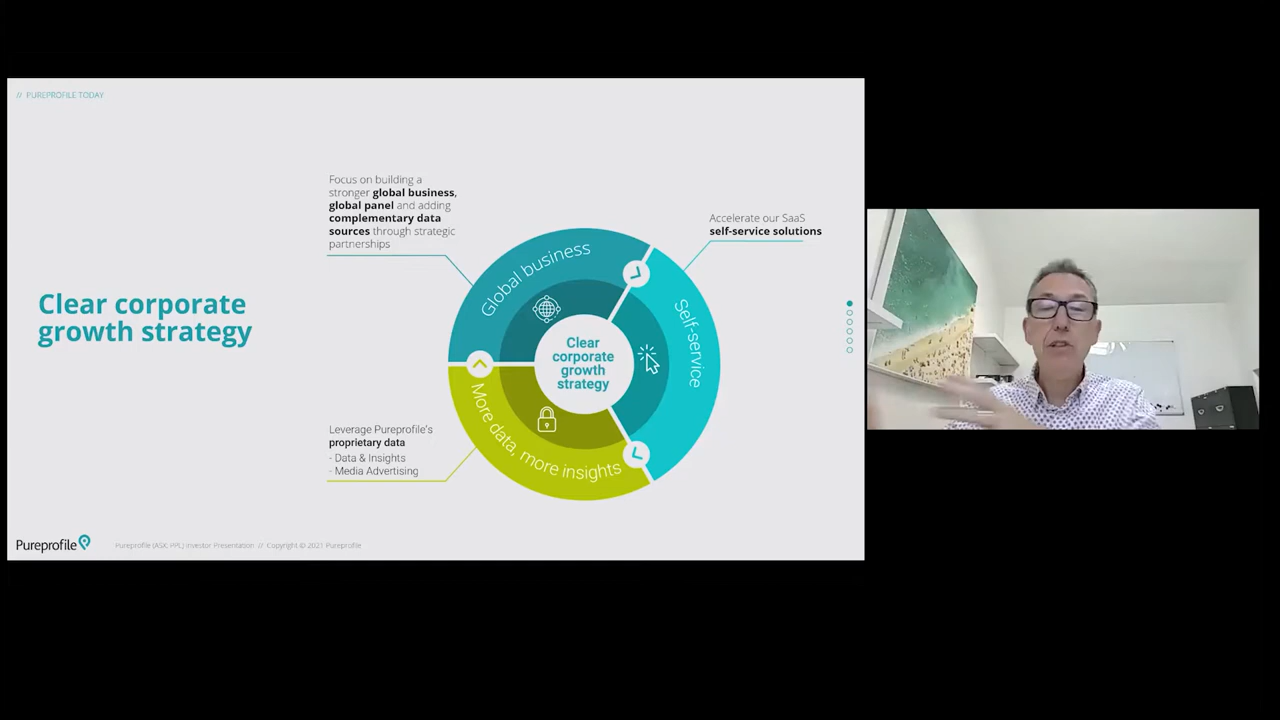 // PUREPROFILE TODAY
Focus on building a
stronger global business,
global panel and adding
complementary data
sources through strategic
partnerships
Accelerate our SaaS
self-service solutions
Clear corporate
growth strategy
Global business
Self-service
More data, more insights
Clear
corporate
growth
strategy
Leverage Pureprofile's
proprietary data
- Data & Insights
- Media Advertising
Pureprofile
Pureprofile (ASX: PPL) Investor Presentation // Copyright © 2021 Pureprofile